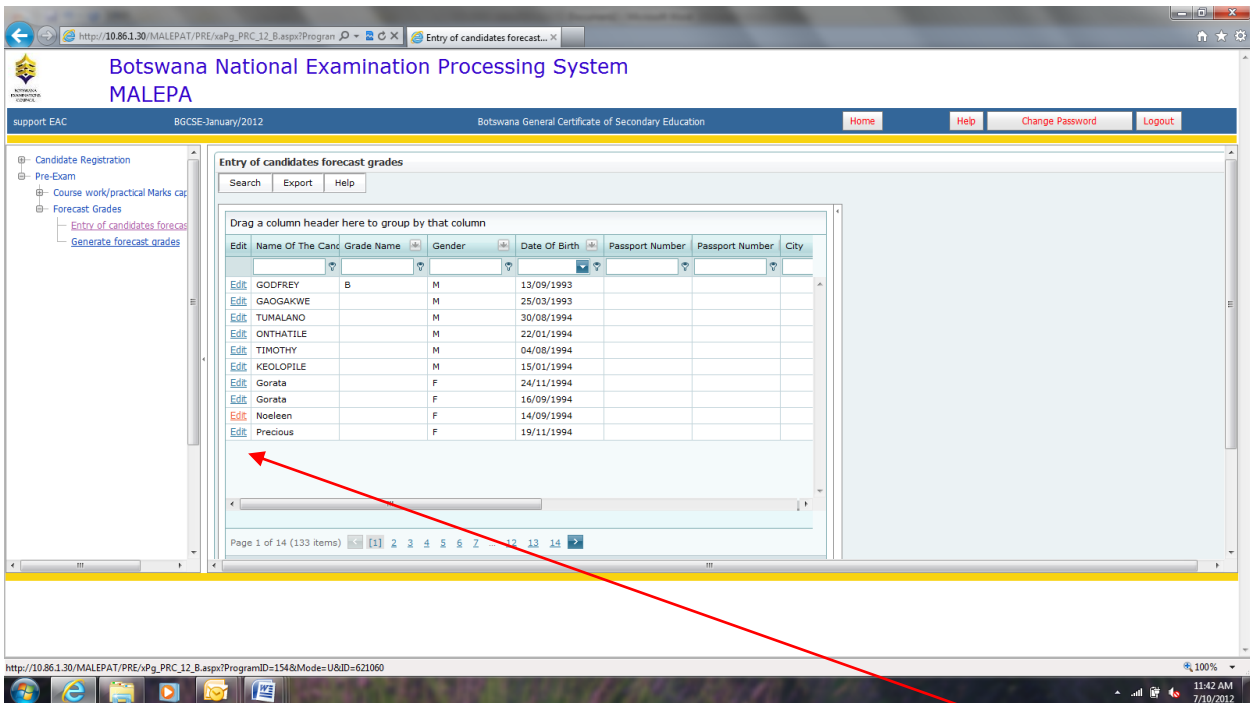 http://10.86.1.30/MALEPAT/PRE/xaPg_PRC_12_B.aspx?Program
Entry of candidates forecast...
Botswana National Examination Processing System
MALEPA
support EAC BGCSE-January/2012 Botswana General Certificate of Secondary Education Home Help Change Password Logout
Candidate Registration
Pre-Exam
Course work/practical Marks cap
Forecast Grades
Entry of candidates forecas
Generate forecast grades
Entry of candidates forecast grades
Search Export Help
Drag a column header here to group by that column
Edit Name Of The Canc Grade Name Gender Date Of Birth Passport Number Passport Number City
Edit GODFREY B M 13/09/1993
Edit GAOGAKWE M 25/03/1993
Edit TUMALANO M 30/08/1994
Edit ONTHATILE M 22/01/1994
Edit TIMOTHY M 04/08/1994
Edit KEOLOPILE M 15/01/1994
Edit Gorata F 24/11/1994
Edit Gorata F 16/09/1994
Edit Noeleen F 14/09/1994
Edit Precious F 19/11/1994
Page 1 of 14 (133 items) [1] 2 3 4 5 6 7 ... 12 13 14
http://10.86.1.30/MALEPAT/PRE/xPg_PRC_12_B.aspx?ProgramID=154&Mode=U&ID=621060
100%
11:42 AM
7/10/2012